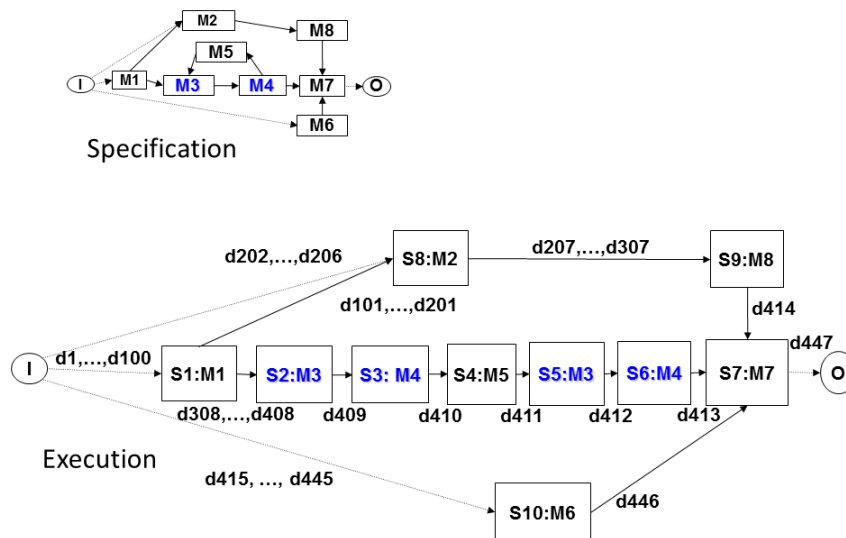 M2
M8
M5
I
M1
M3
M4
M7
O
M6
Specification
d202,...,d206
S8:M2
d207,...,d307
S9:M8
d101,...,d201
d414
d1,...,d100
d447
I
S1:M1
S2:M3
S3: M4
S4:M5
S5:M3
S6:M4
S7:M7
O
d308,...,d408
d409
d410
d411
d412
d413
Execution
d415, ..., d445
S10:M6
d446